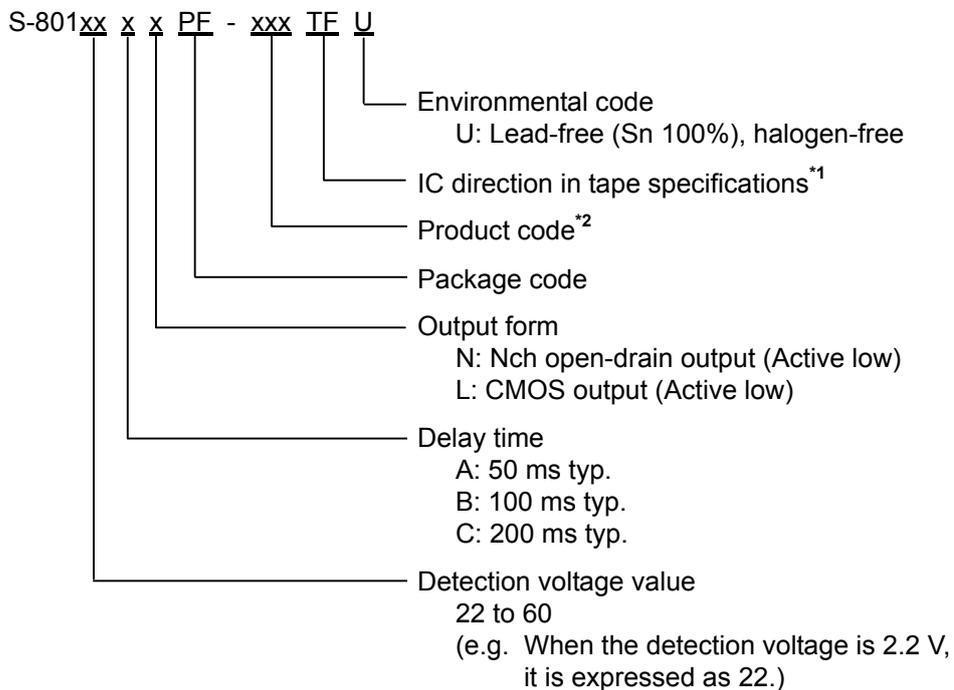 S-801xx x x PF - xxx TF U
Environmental code
U: Lead-free (Sn 100%), halogen-free
IC direction in tape specifications*1
Product code*2
Package code
Output form
N: Nch open-drain output (Active low)
L: CMOS output (Active low)
Delay time
A: 50 ms typ.
B: 100 ms typ.
C: 200 ms typ.
Detection voltage value
22 to 60
(e.g. When the detection voltage is 2.2 V,
it is expressed as 22.)